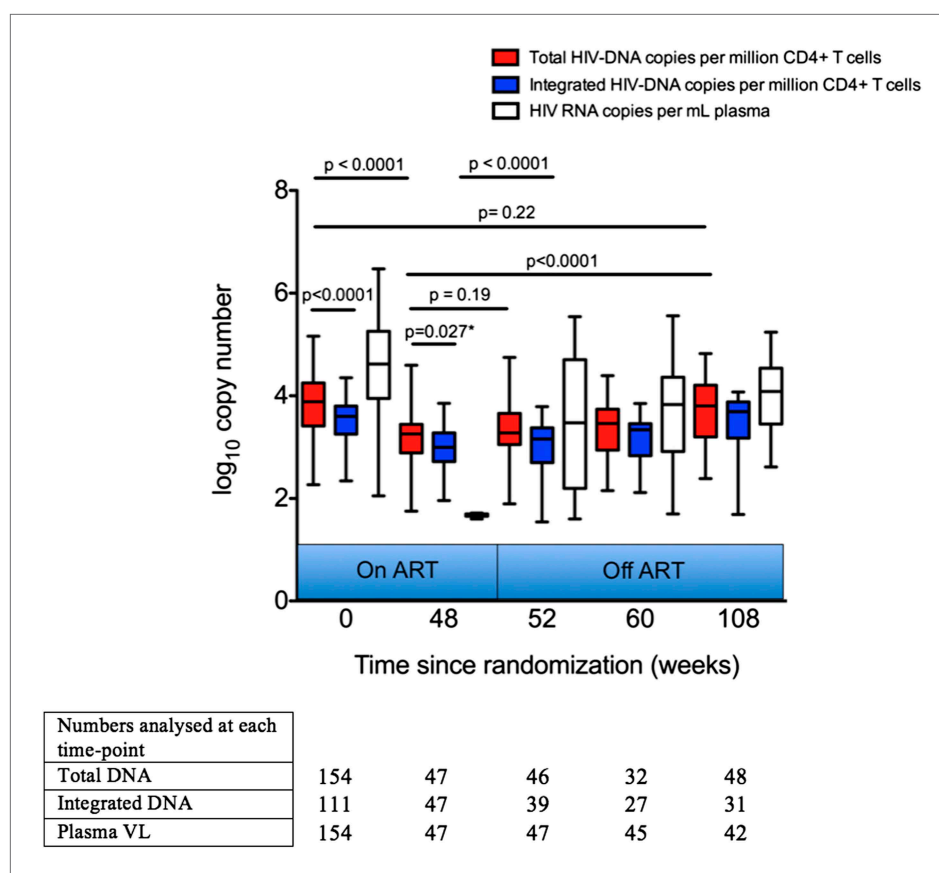 Total HIV-DNA copies per million CD4+ T cells
Integrated HIV-DNA copies per million CD4+ T cells
HIV RNA copies per mL plasma
p < 0.0001
p < 0.0001
p= 0.22
p<0.0001
p<0.0001
p = 0.19
p=0.027*
8
6
4
2
0
log10 copy number
On ART
Off ART
0 48 52 60 108
Time since randomization (weeks)
Numbers analysed at each
time-point
Total DNA 154 47 46 32 48
Integrated DNA 111 47 39 27 31
Plasma VL 154 47 47 45 42